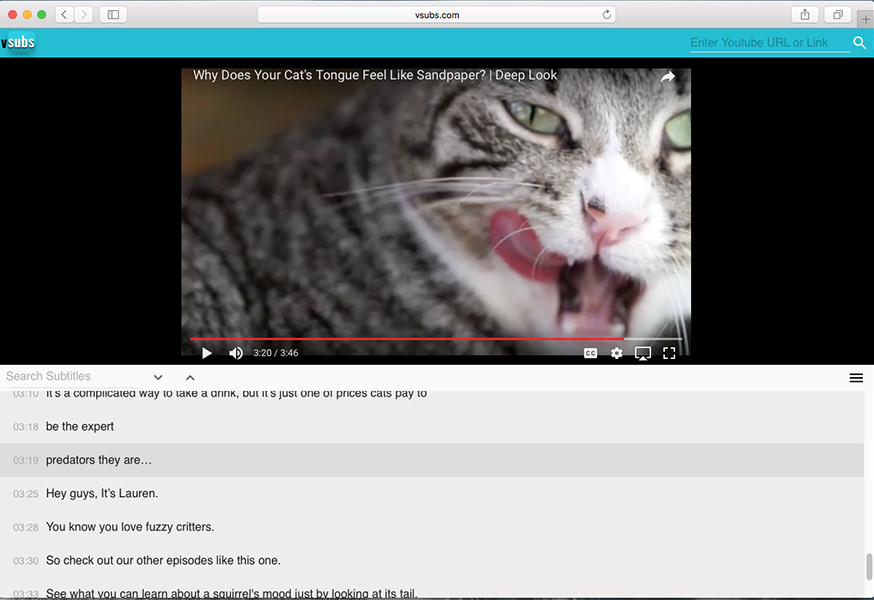 vsubs.com
vsubs
Enter Youtube URL or Link
Why Does Your Cat's Tongue Feel Like Sandpaper? | Deep Look
3:20 / 3:46
CC
Search Subtitles
03:10 It's a complicated way to take a drink, but it's just one of prices cats pay to
03:18 be the expert
03:19 predators they are...
03:25 Hey guys, It's Lauren.
03:28 You know you love fuzzy critters.
03:30 So check out our other episodes like this one.
03:33 See what you can learn about a squirrel's mood just by looking at its tail.